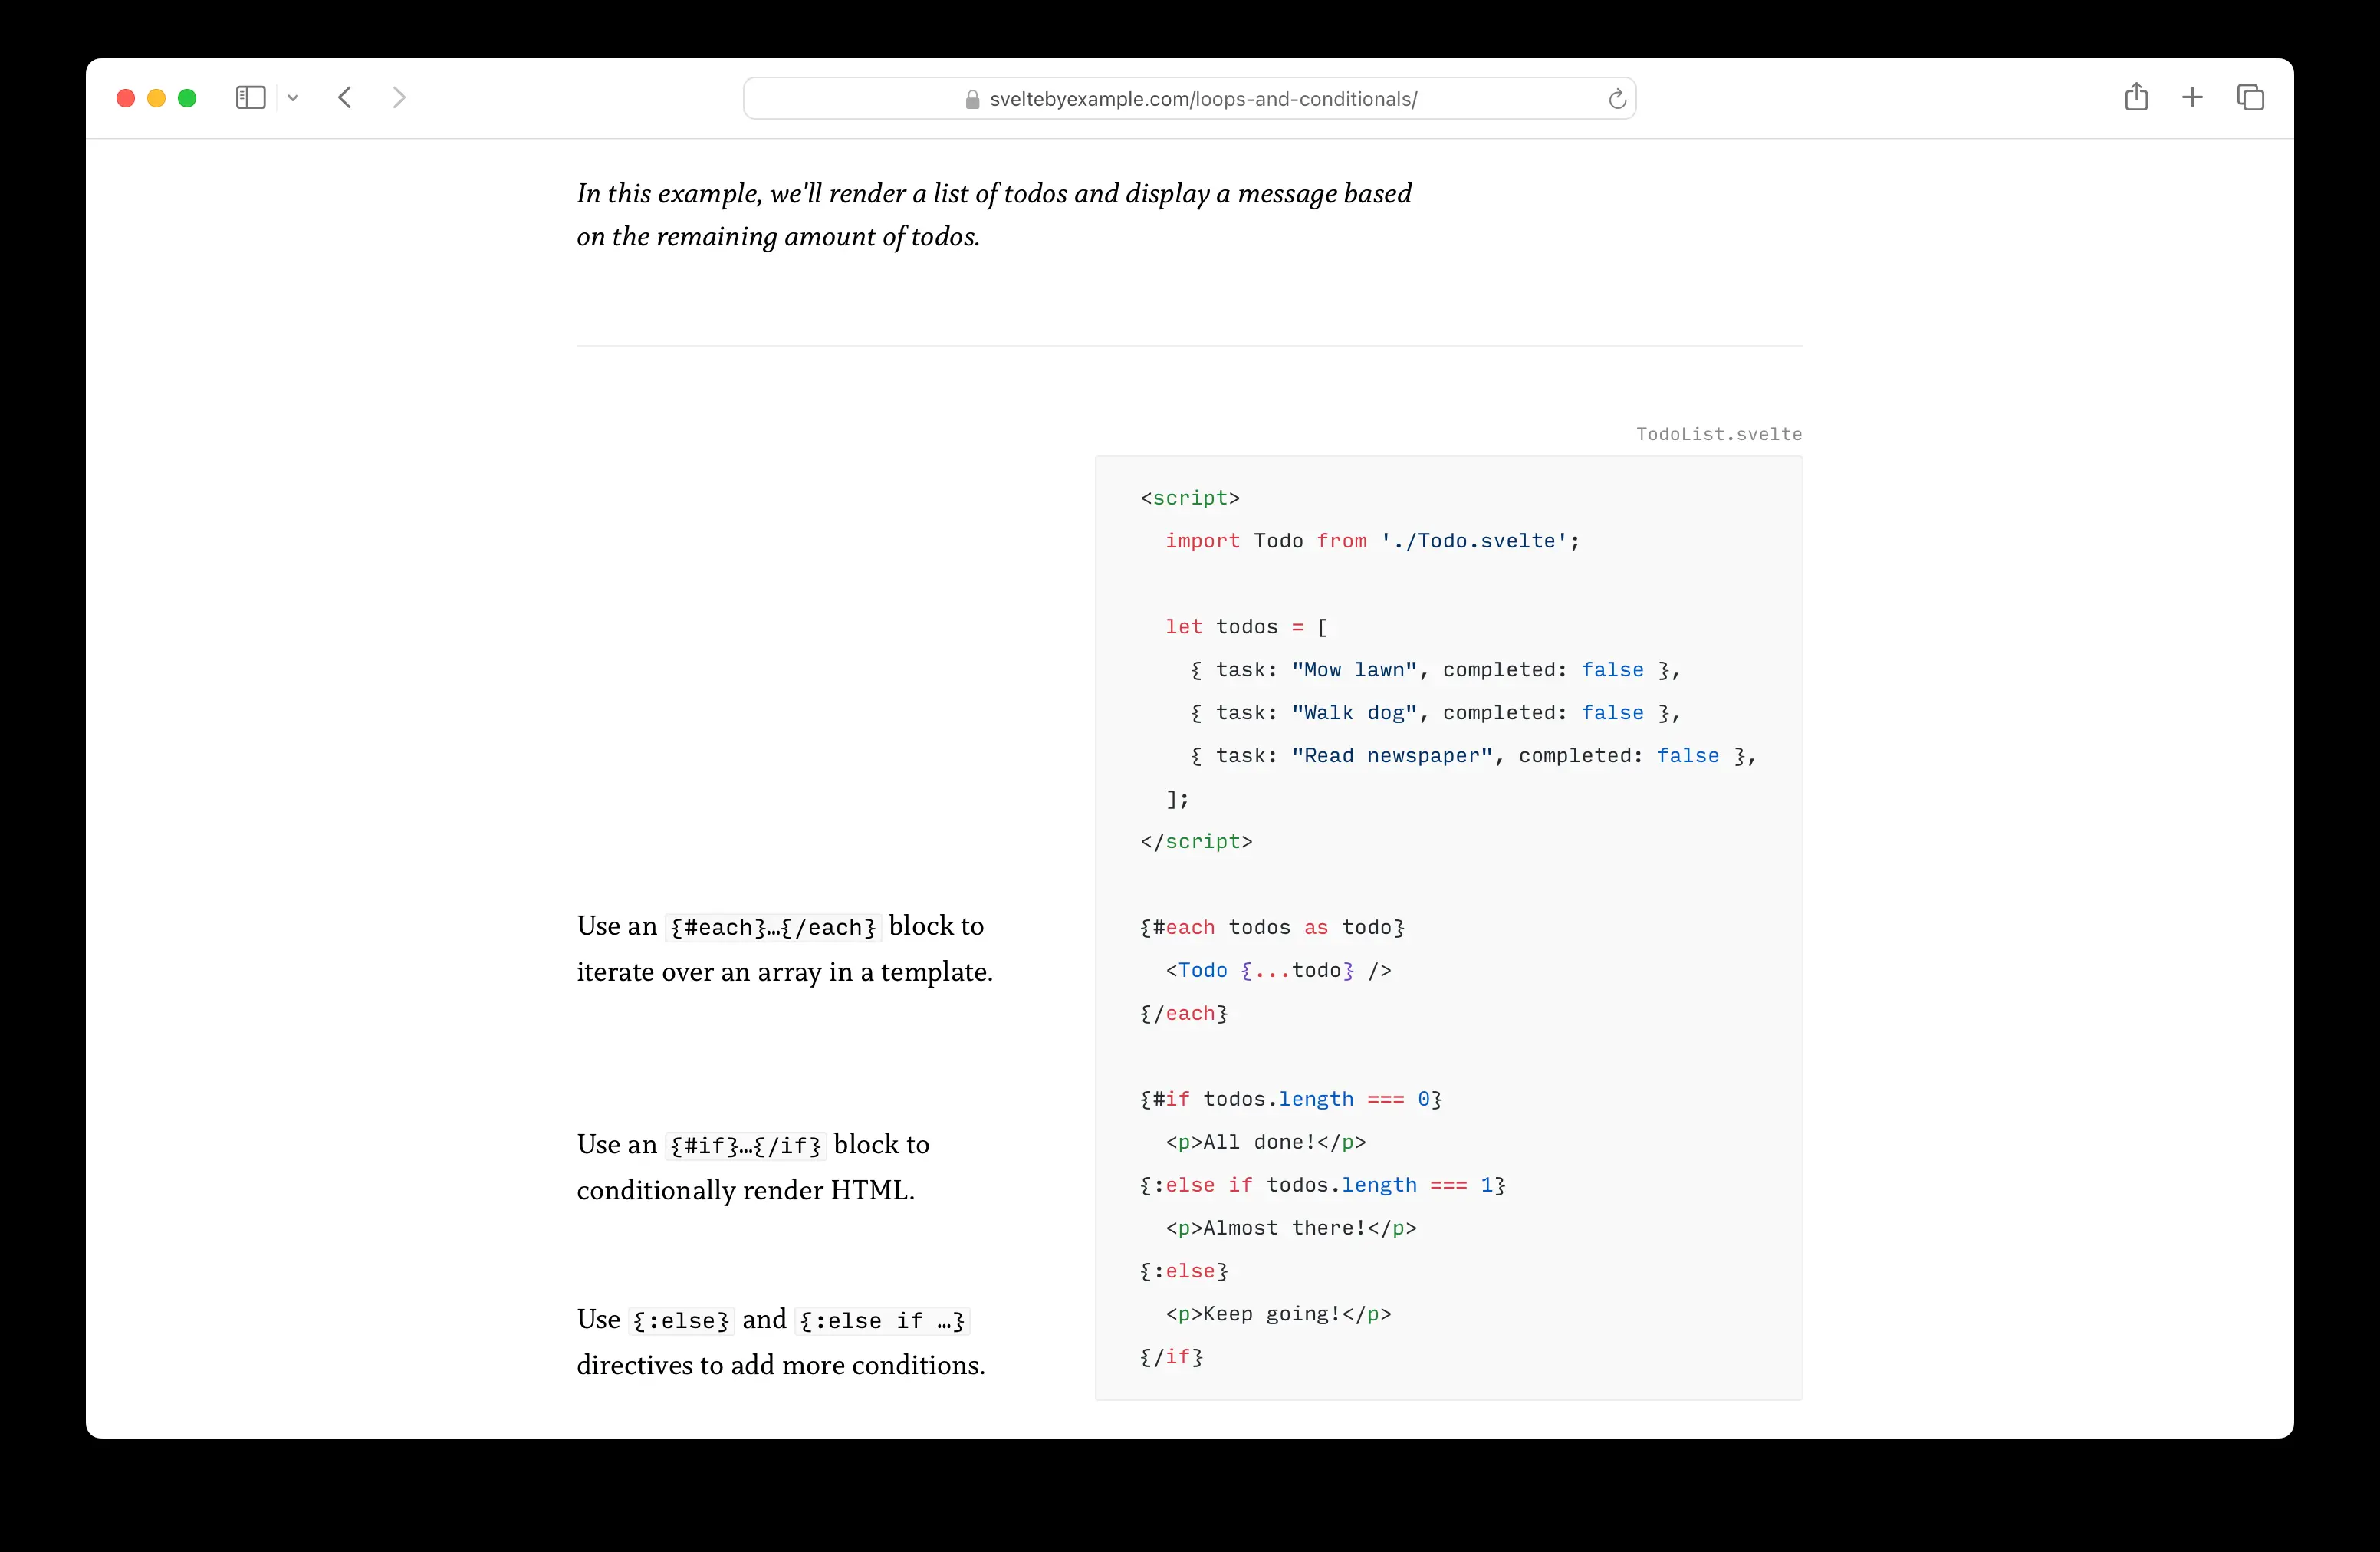 sveltebyexample.com/loops-and-conditionals/
In this example, we'll render a list of todos and display a message based
on the remaining amount of todos.
TodoList.svelte
<script>
  import Todo from './Todo.svelte';

  let todos = [
    { task: "Mow lawn", completed: false },
    { task: "Walk dog", completed: false },
    { task: "Read newspaper", completed: false },
  ];
</script>
Use an {#each}…{/each} block to
iterate over an array in a template.
{#each todos as todo}
  <Todo {...todo} />
{/each}
Use an {#if}…{/if} block to
conditionally render HTML.
Use {:else} and {:else if …}
directives to add more conditions.
{#if todos.length === 0}
  <p>All done!</p>
{:else if todos.length === 1}
  <p>Almost there!</p>
{:else}
  <p>Keep going!</p>
{/if}